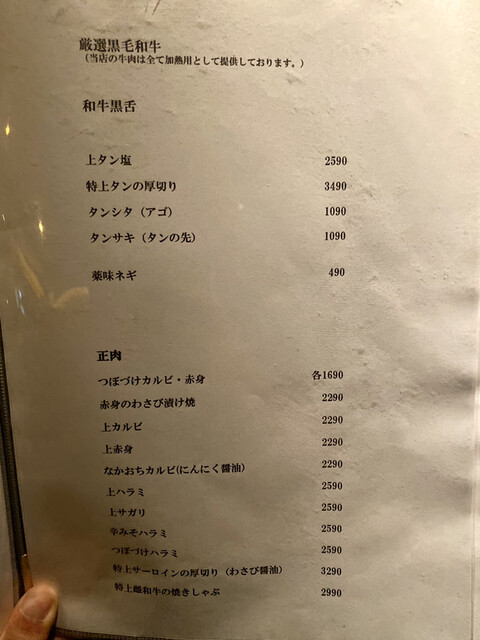 厳選黒毛和牛
（当店の牛肉は全て加熱用として提供しております。）
和牛黒舌
上タン塩 2590
特上タンの厚切り 3490
タンシタ（アゴ） 1090
タンサキ（タンの先） 1090
薬味ネギ 490
正肉
つぼづけカルビ・赤身 各1690
赤身のわさび漬け焼 2290
上カルビ 2290
上赤身 2290
なかおちカルビ(にんにく醤油) 2290
上ハラミ 2590
上サガリ 2590
辛みそハラミ 2590
つぼづけハラミ 2590
特上サーロインの厚切り（わさび醤油） 3290
特上雌和牛の焼きしゃぶ 2990